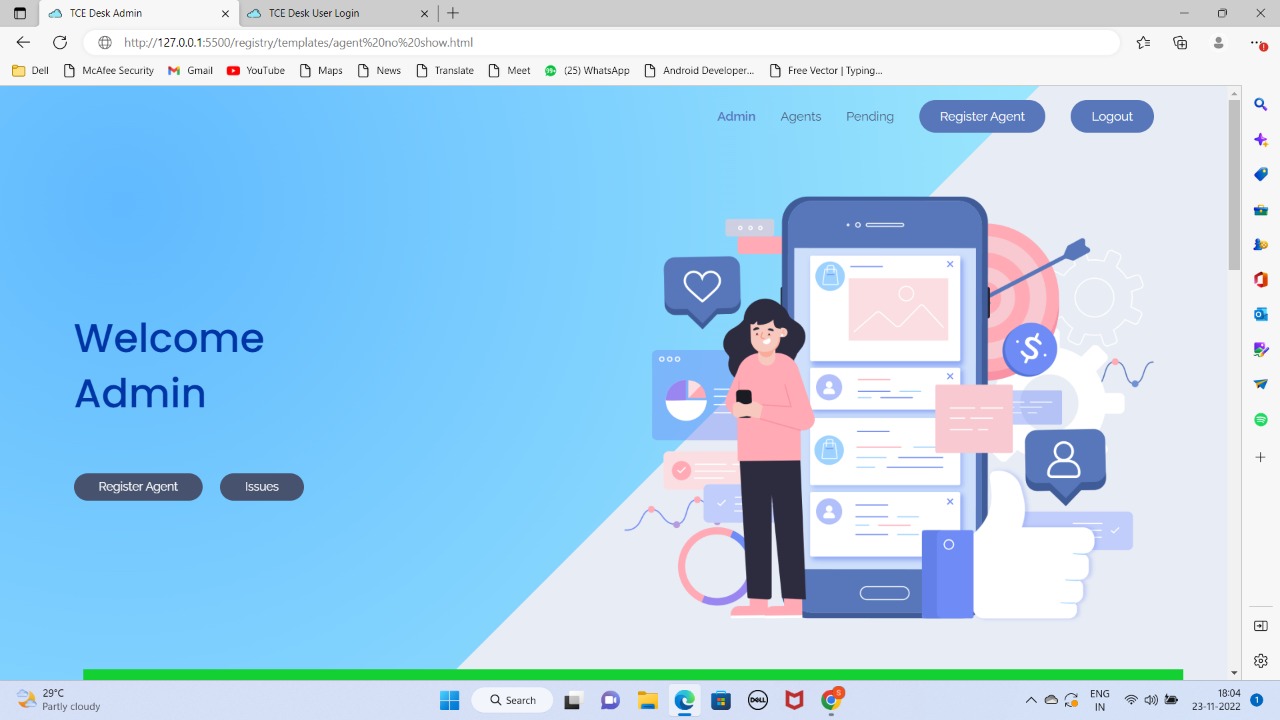 TCE Desk Admin
TCE Desk User Login
http://127.0.0.1:5500/registry/templates/agent%20no%20show.html
Dell
McAfee Security
Gmail
YouTube
Maps
News
Translate
Meet
99+
(25) WhatsApp
Android Developer...
Free Vector | Typing...
Admin
Agents
Pending
Register Agent
Logout
Welcome
Admin
Register Agent
Issues
$
29°C
Partly cloudy
Search
DELL
S
ENG
IN
18:04
23-11-2022
1